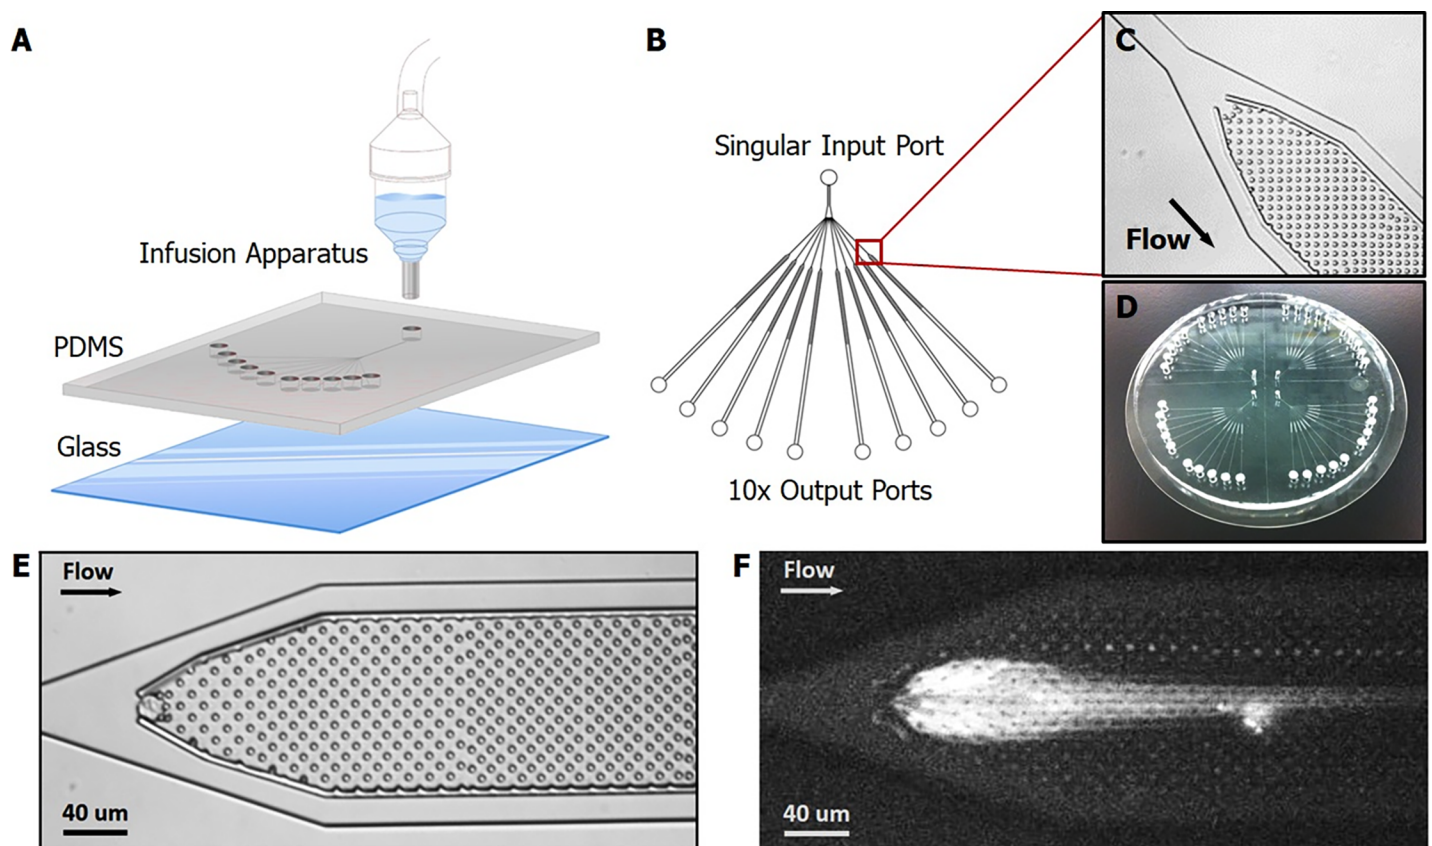 A
Infusion Apparatus
PDMS
Glass
B
Singular Input Port
10x Output Ports
C
Flow
D
E
Flow
40 um
F
Flow
40 um